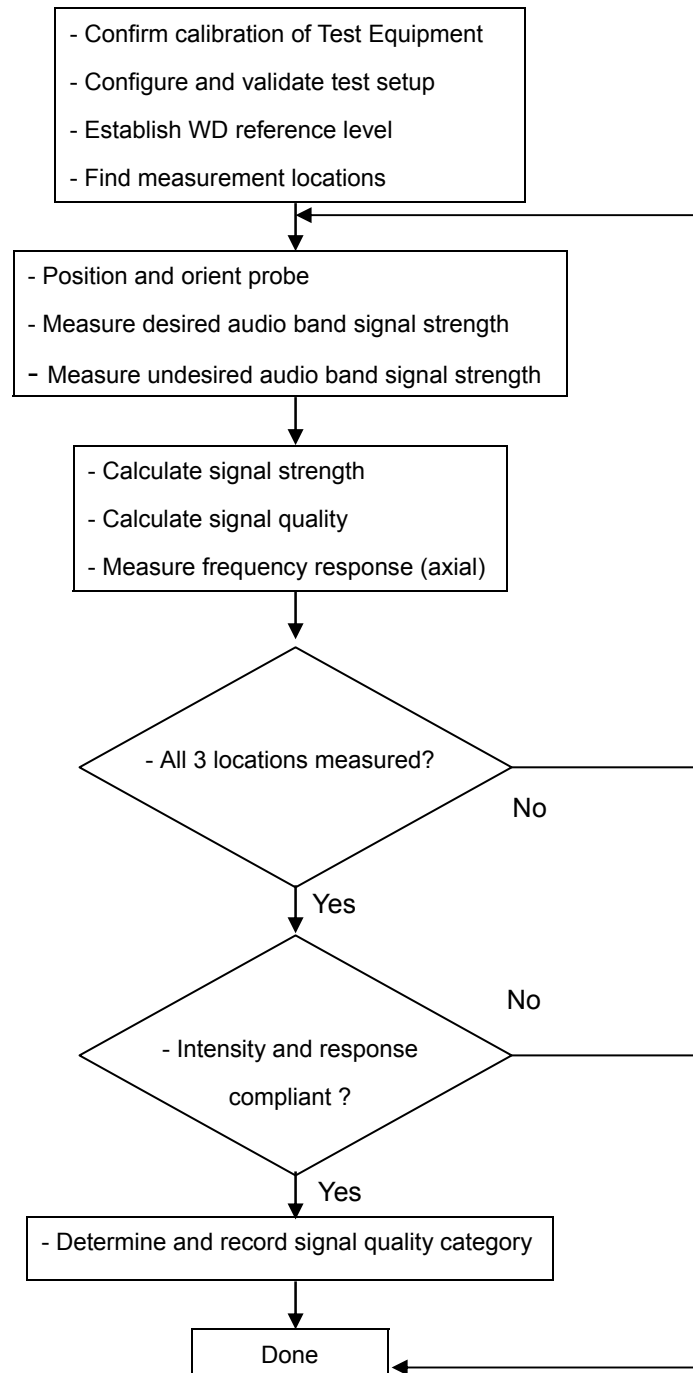 - Confirm calibration of Test Equipment
- Configure and validate test setup
- Establish WD reference level
- Find measurement locations
- Position and orient probe
- Measure desired audio band signal strength
- Measure undesired audio band signal strength
- Calculate signal strength
- Calculate signal quality
- Measure frequency response (axial)
- All 3 locations measured?
No
Yes
No
- Intensity and response
compliant ?
Yes
- Determine and record signal quality category
Done